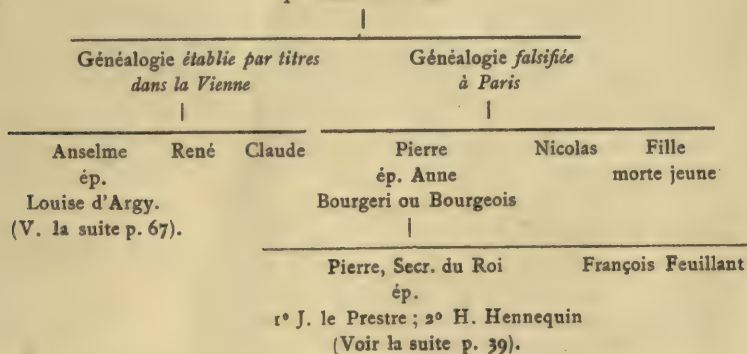 Généalogie établie par titres
dans la Vienne
Généalogie falsifiée
à Paris
Anselme
ép.
Louise d'Argy.
(V. la suite p. 67).
René
Claude
Pierre
ép. Anne
Bourgeri ou Bourgeois
Nicolas
Fille
morte jeune
Pierre, Secr. du Roi
ép.
1º J. le Prestre ; 2º H. Hennequin
(Voir la suite p. 39).
François Feuillant